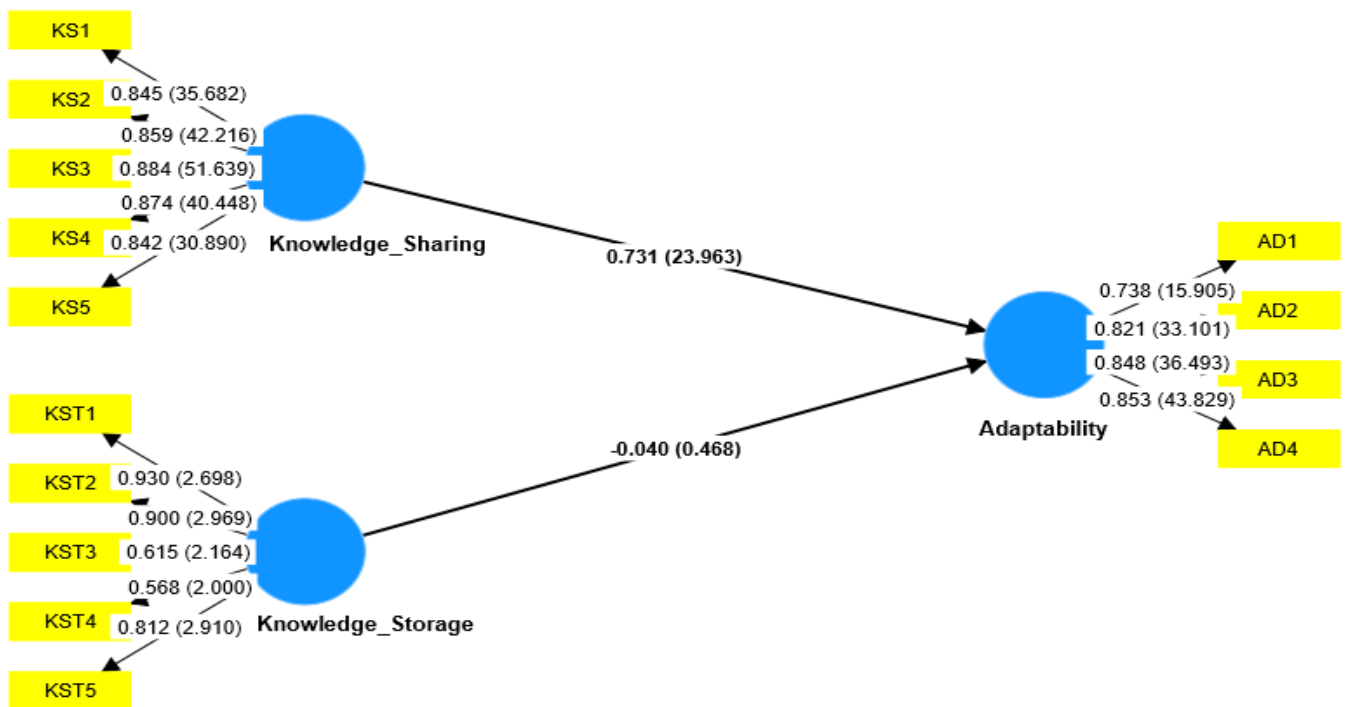 KS1
0.845 (35.682)
KS2
0.859 (42.216)
KS3
0.884 (51.639)
0.874 (40.448)
KS4
0.842 (30.890)
KS5
Knowledge_Sharing
0.731 (23.963)
KST1
0.930 (2.698)
KST2
0.900 (2.969)
KST3
0.615 (2.164)
0.568 (2.000)
KST4
0.812 (2.910)
KST5
Knowledge_Storage
-0.040 (0.468)
Adaptability
AD1
0.738 (15.905)
AD2
0.821 (33.101)
0.848 (36.493)
AD3
0.853 (43.829)
AD4